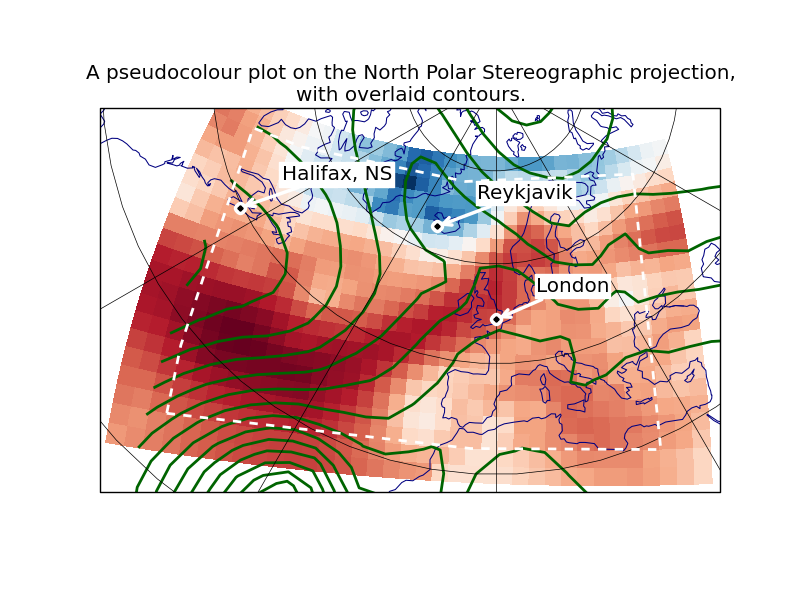 A pseudocolour plot on the North Polar Stereographic projection,
with overlaid contours.
Halifax, NS
Reykjavik
London